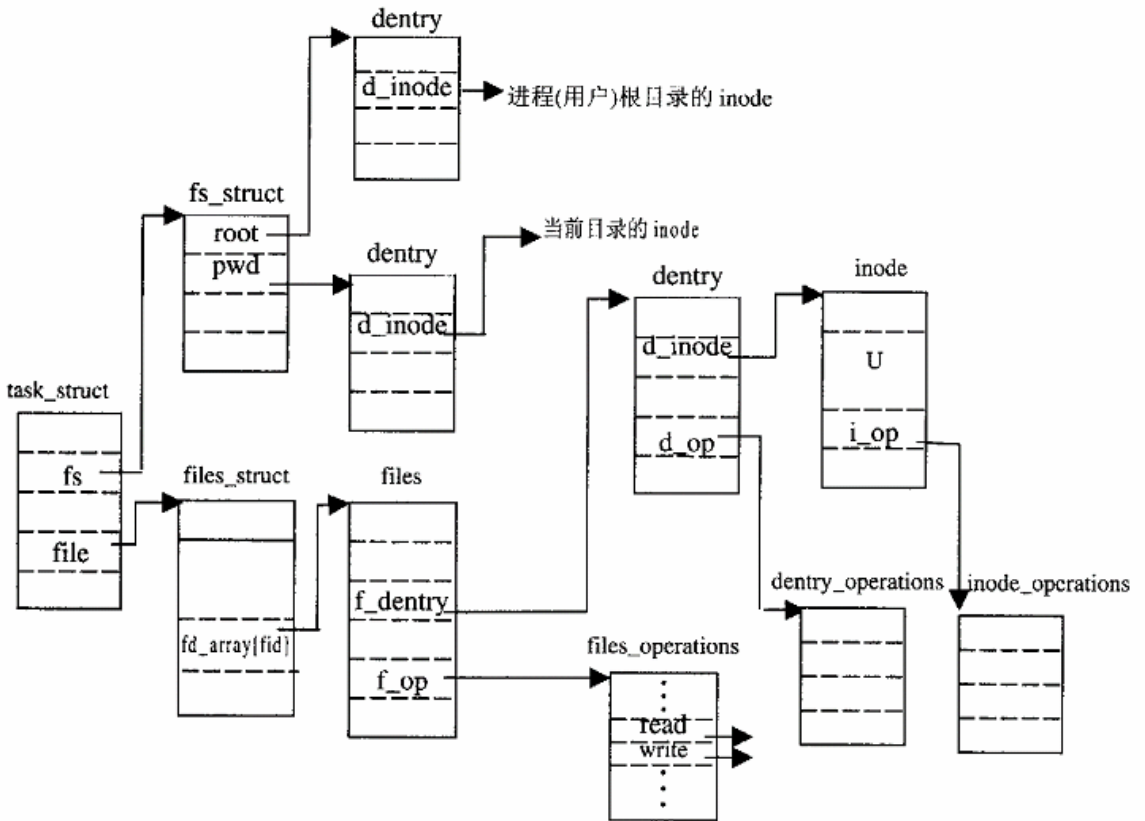 dentry
d_inode
进程(用户)根目录的 inode
fs_struct
root
pwd
当前目录的 inode
dentry
d_inode
dentry
d_inode
d_op
inode
U
i_op
task_struct
fs
file
files_struct
fd_array{fid}
files
f_dentry
f_op
dentry_operations
inode_opcrations
files_operations
read
write